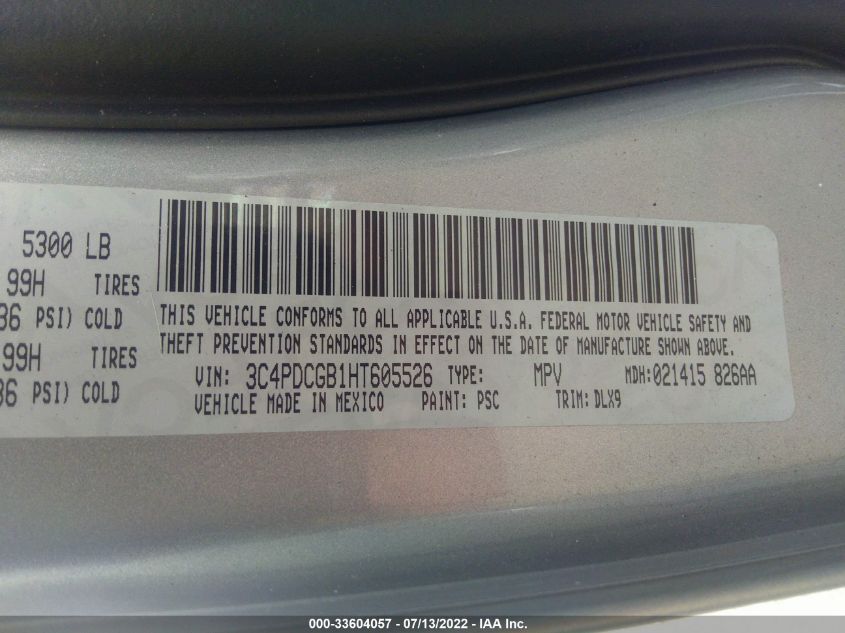 5300 LB
99H TIRES
36 PSI) COLD
99H TIRES
36 PSI) COLD
THIS VEHICLE CONFORMS TO ALL APPLICABLE U.S.A. FEDERAL MOTOR VEHICLE SAFETY AND
THEFT PREVENTION STANDARDS IN EFFECT ON THE DATE OF MANUFACTURE SHOWN ABOVE.
VIN: 3C4PDCGB1HT605526 TYPE: MPV MDH:021415 826AA
VEHICLE MADE IN MEXICO PAINT: PSC TRIM: DLX9
000-33604057 - 07/13/2022 - IAA Inc.